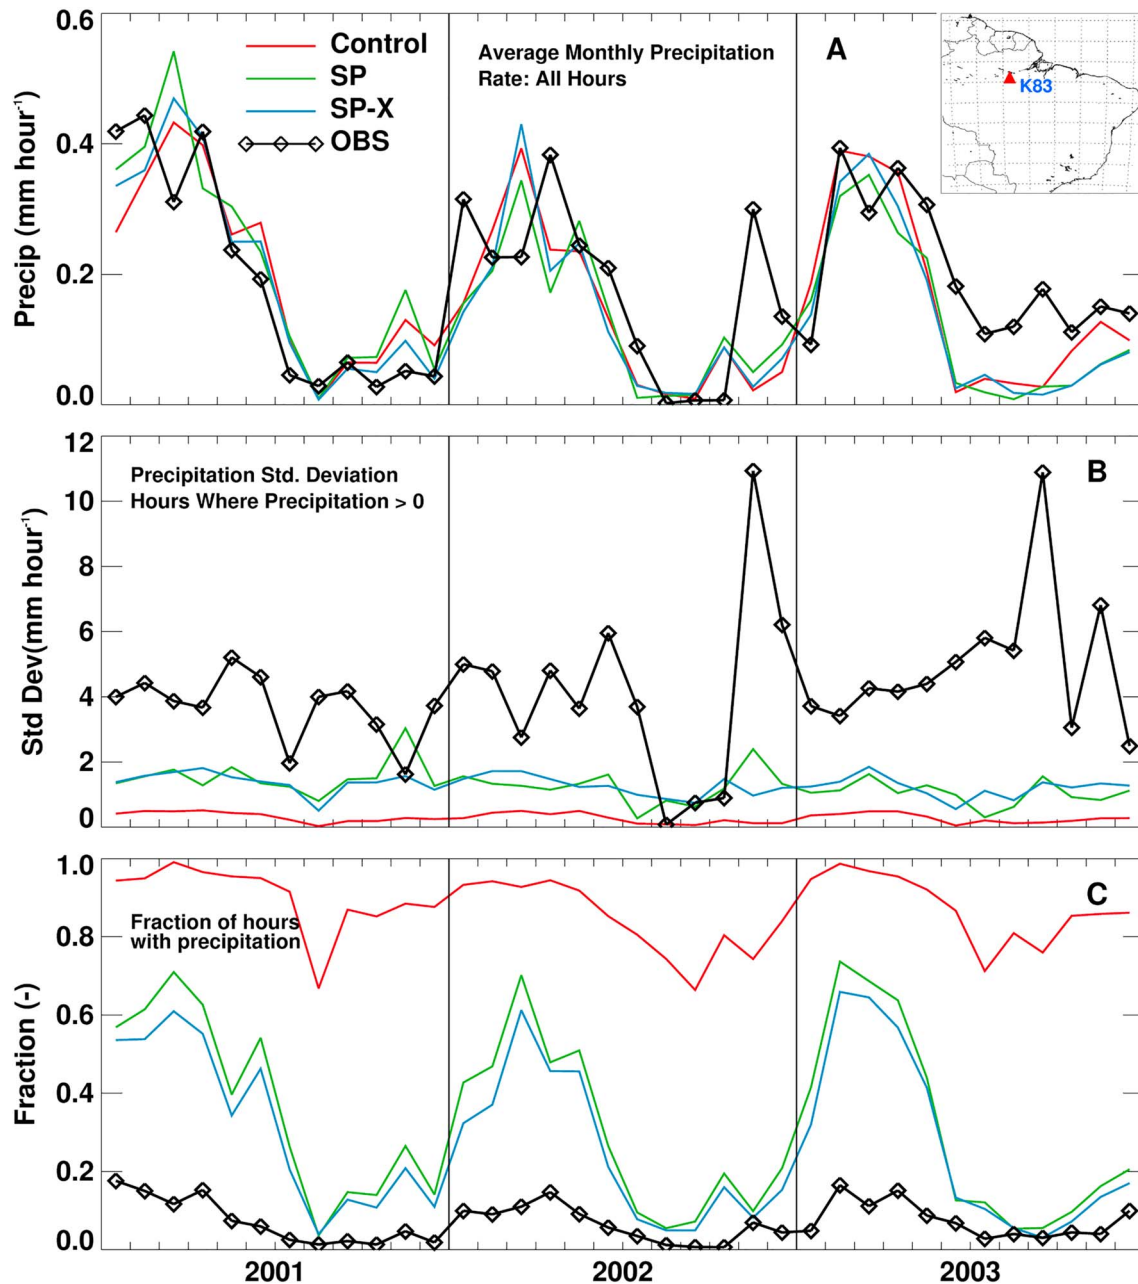 0.6
Control
SP
SP-X
OBS
Average Monthly Precipitation
Rate: All Hours
A
K83
0.4
0.2
0.0
Precip (mm hour-1)
12
Precipitation Std. Deviation
Hours Where Precipitation > 0
B
10
8
6
4
2
0
Std Dev(mm hour-1)
1.0
C
Fraction of hours
with precipitation
0.8
0.6
0.4
0.2
0.0
Fraction (-)
2001 2002 2003